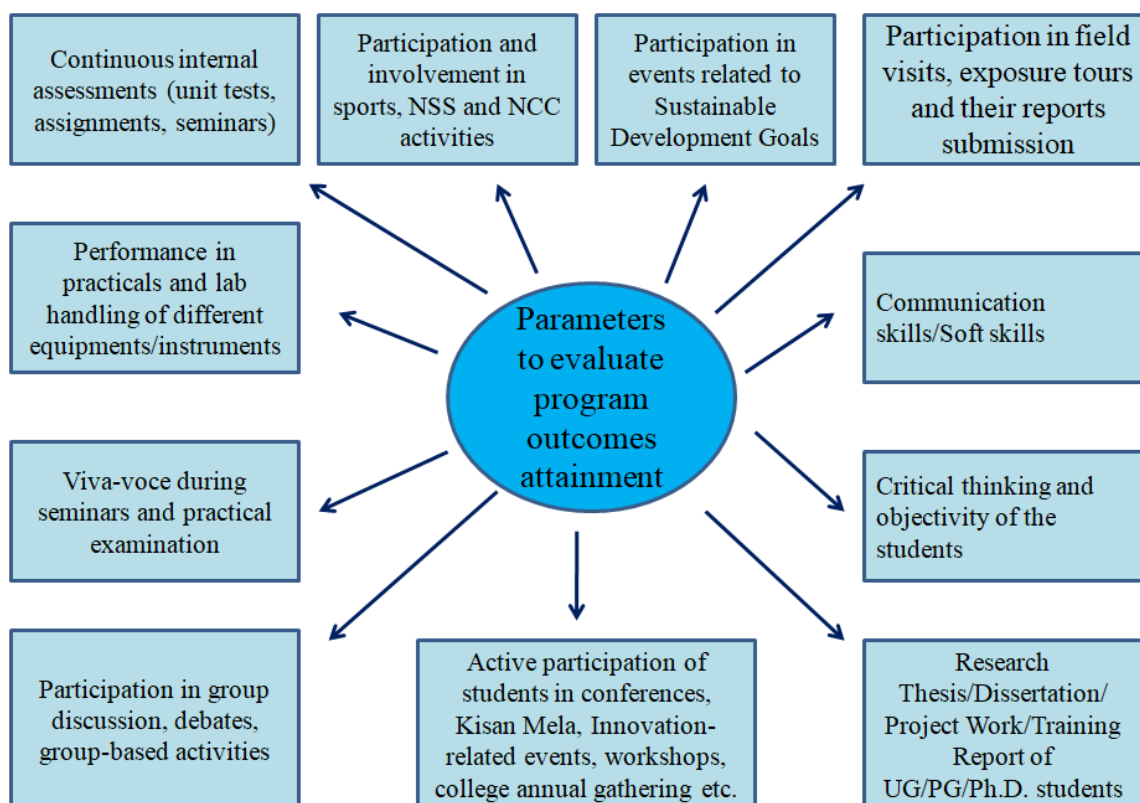 Continuous internal
assessments (unit tests,
assignments, seminars)
Participation and
involvement in
sports, NSS and NCC
activities
Participation in
events related to
Sustainable
Development Goals
Participation in field
visits, exposure tours
and their reports
submission
Performance in
practicals and lab
handling of different
equipments/instruments
Parameters
to evaluate
program
outcomes
attainment
Communication
skills/Soft skills
Viva-voce during
seminars and practical
examination
Critical thinking and
objectivity of the
students
Participation in group
discussion, debates,
group-based activities
Active participation of
students in conferences,
Kisan Mela, Innovation-
related events, workshops,
college annual gathering etc.
Research
Thesis/Dissertation/
Project Work/Training
Report of
UG/PG/Ph.D. students